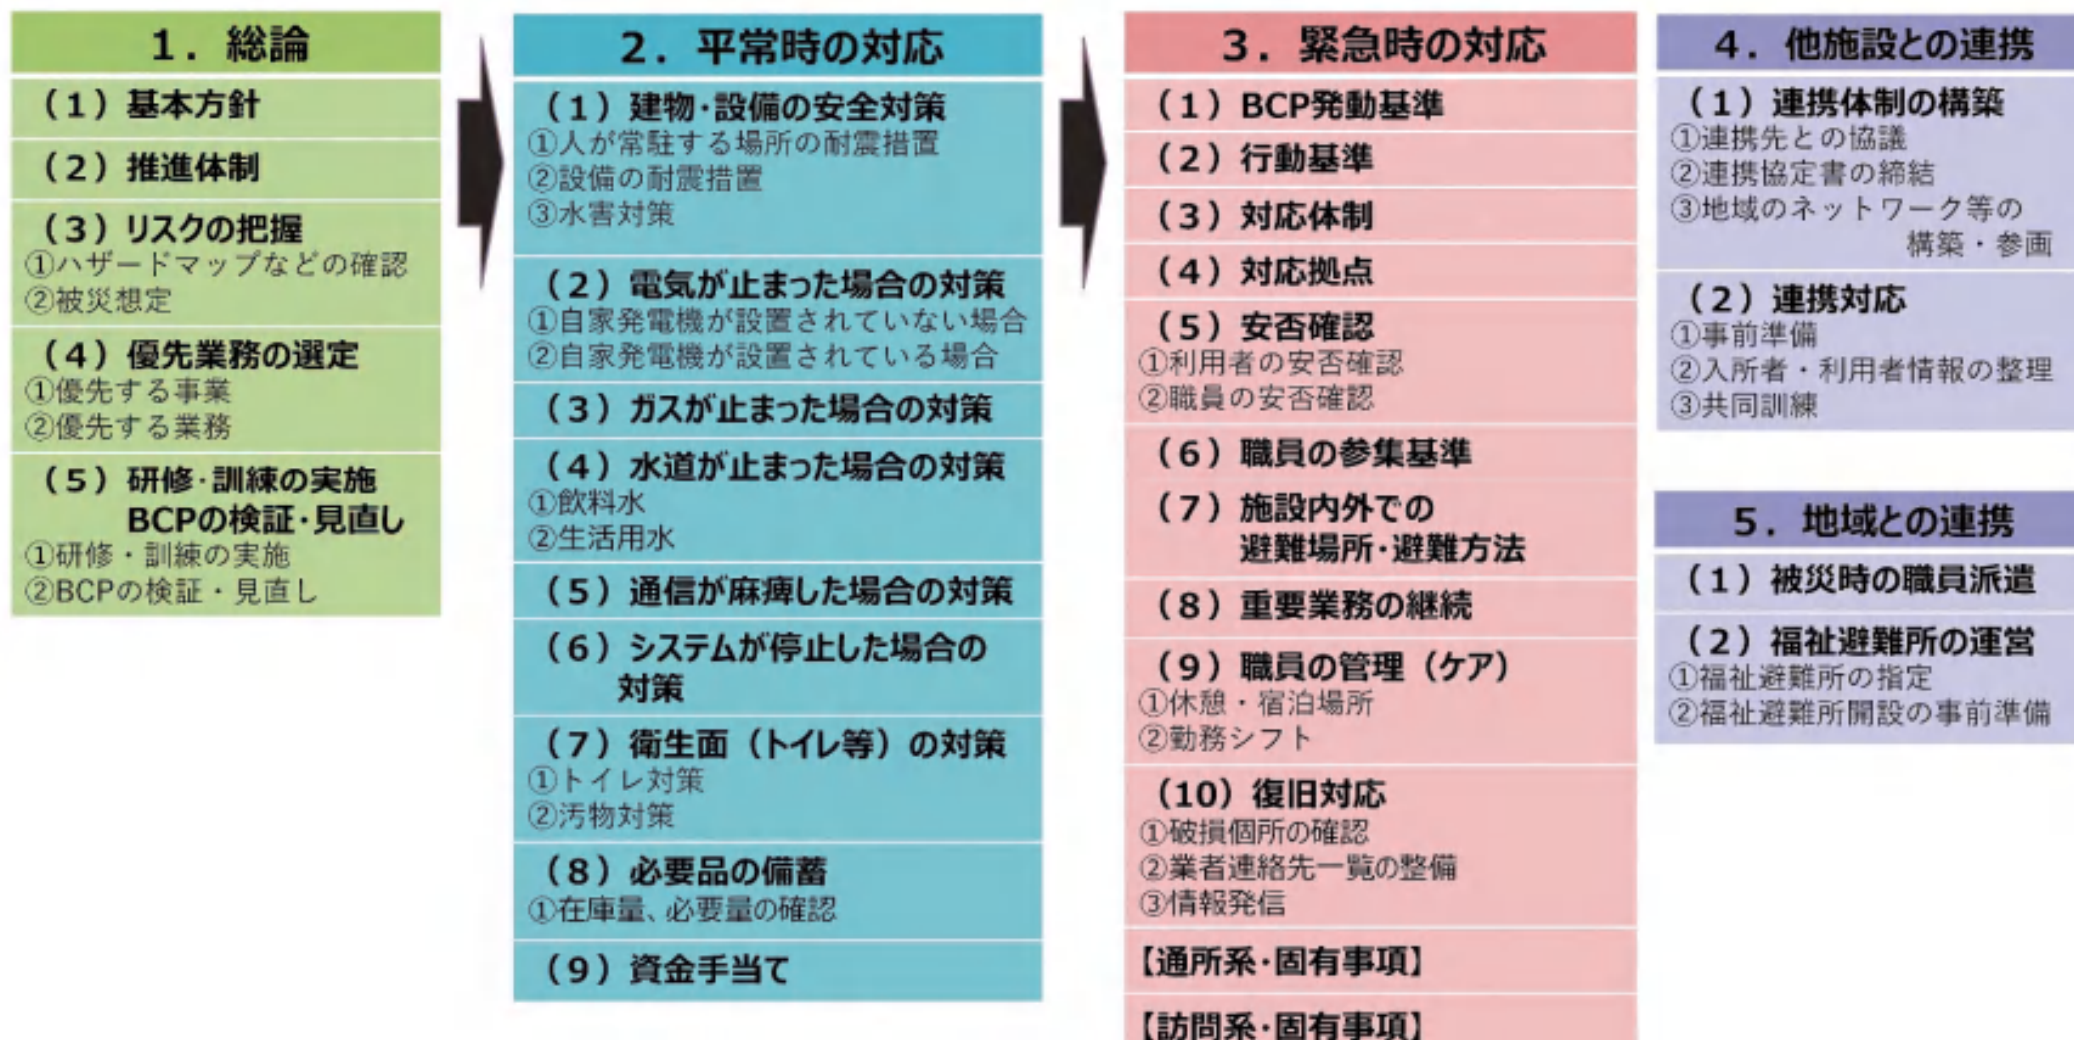 1．総論
（1）基本方針
（2）推進体制
（3）リスクの把握
①ハザードマップなどの確認
②被災想定
（4）優先業務の選定
①優先する事業
②優先する業務
（5）研修・訓練の実施
BCPの検証・見直し
①研修・訓練の実施
②BCPの検証・見直し
2．平常時の対応
（1）建物・設備の安全対策
①人が常駐する場所の耐震措置
②設備の耐震措置
③水害対策
（2）電気が止まった場合の対策
①自家発電機が設置されていない場合
②自家発電機が設置されている場合
（3）ガスが止まった場合の対策
（4）水道が止まった場合の対策
①飲料水
②生活用水
（5）通信が麻痺した場合の対策
（6）システムが停止した場合の
対策
（7）衛生面（トイレ等）の対策
①トイレ対策
②汚物対策
（8）必要品の備蓄
①在庫量、必要量の確認
（9）資金手当て
3．緊急時の対応
（1）BCP発動基準
（2）行動基準
（3）対応体制
（4）対応拠点
（5）安否確認
①利用者の安否確認
②職員の安否確認
（6）職員の参集基準
（7）施設内外での
避難場所・避難方法
（8）重要業務の継続
（9）職員の管理（ケア）
①休憩・宿泊場所
②勤務シフト
（10）復旧対応
①破損個所の確認
②業者連絡先一覧の整備
③情報発信
【通所系・固有事項】
【訪問系・固有事項】
4．他施設との連携
（1）連携体制の構築
①連携先との協議
②連携協定書の締結
③地域のネットワーク等の
構築・参画
（2）連携対応
①事前準備
②入所者・利用者情報の整理
③共同訓練
5．地域との連携
（1）被災時の職員派遣
（2）福祉避難所の運営
①福祉避難所の指定
②福祉避難所開設の事前準備